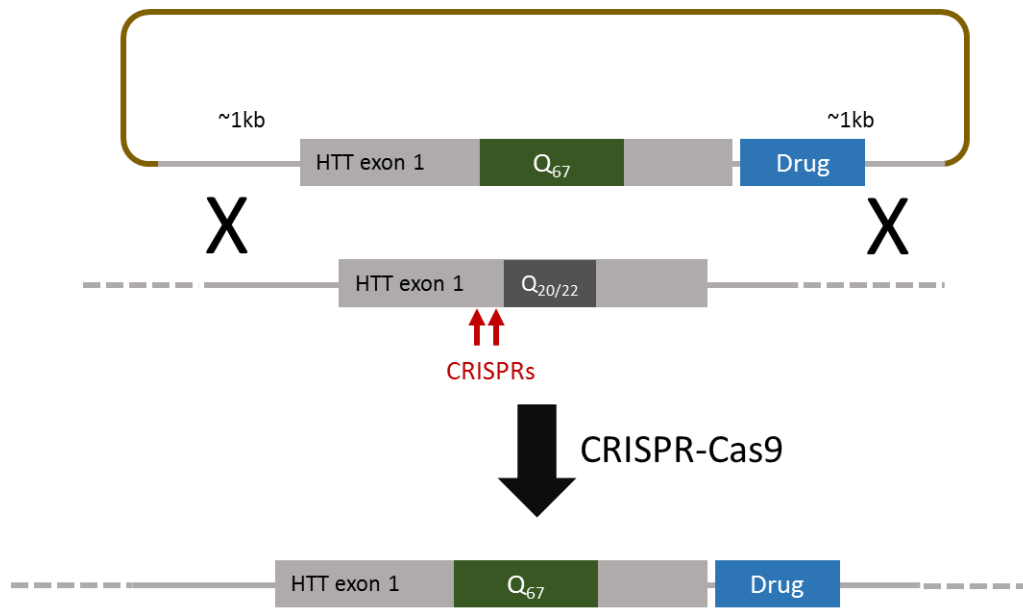 ~1kb
~1kb
HTT exon 1
Q67
Drug
X
X
HTT exon 1
Q20/22
CRISPRs
CRISPR-Cas9
HTT exon 1
Q67
Drug